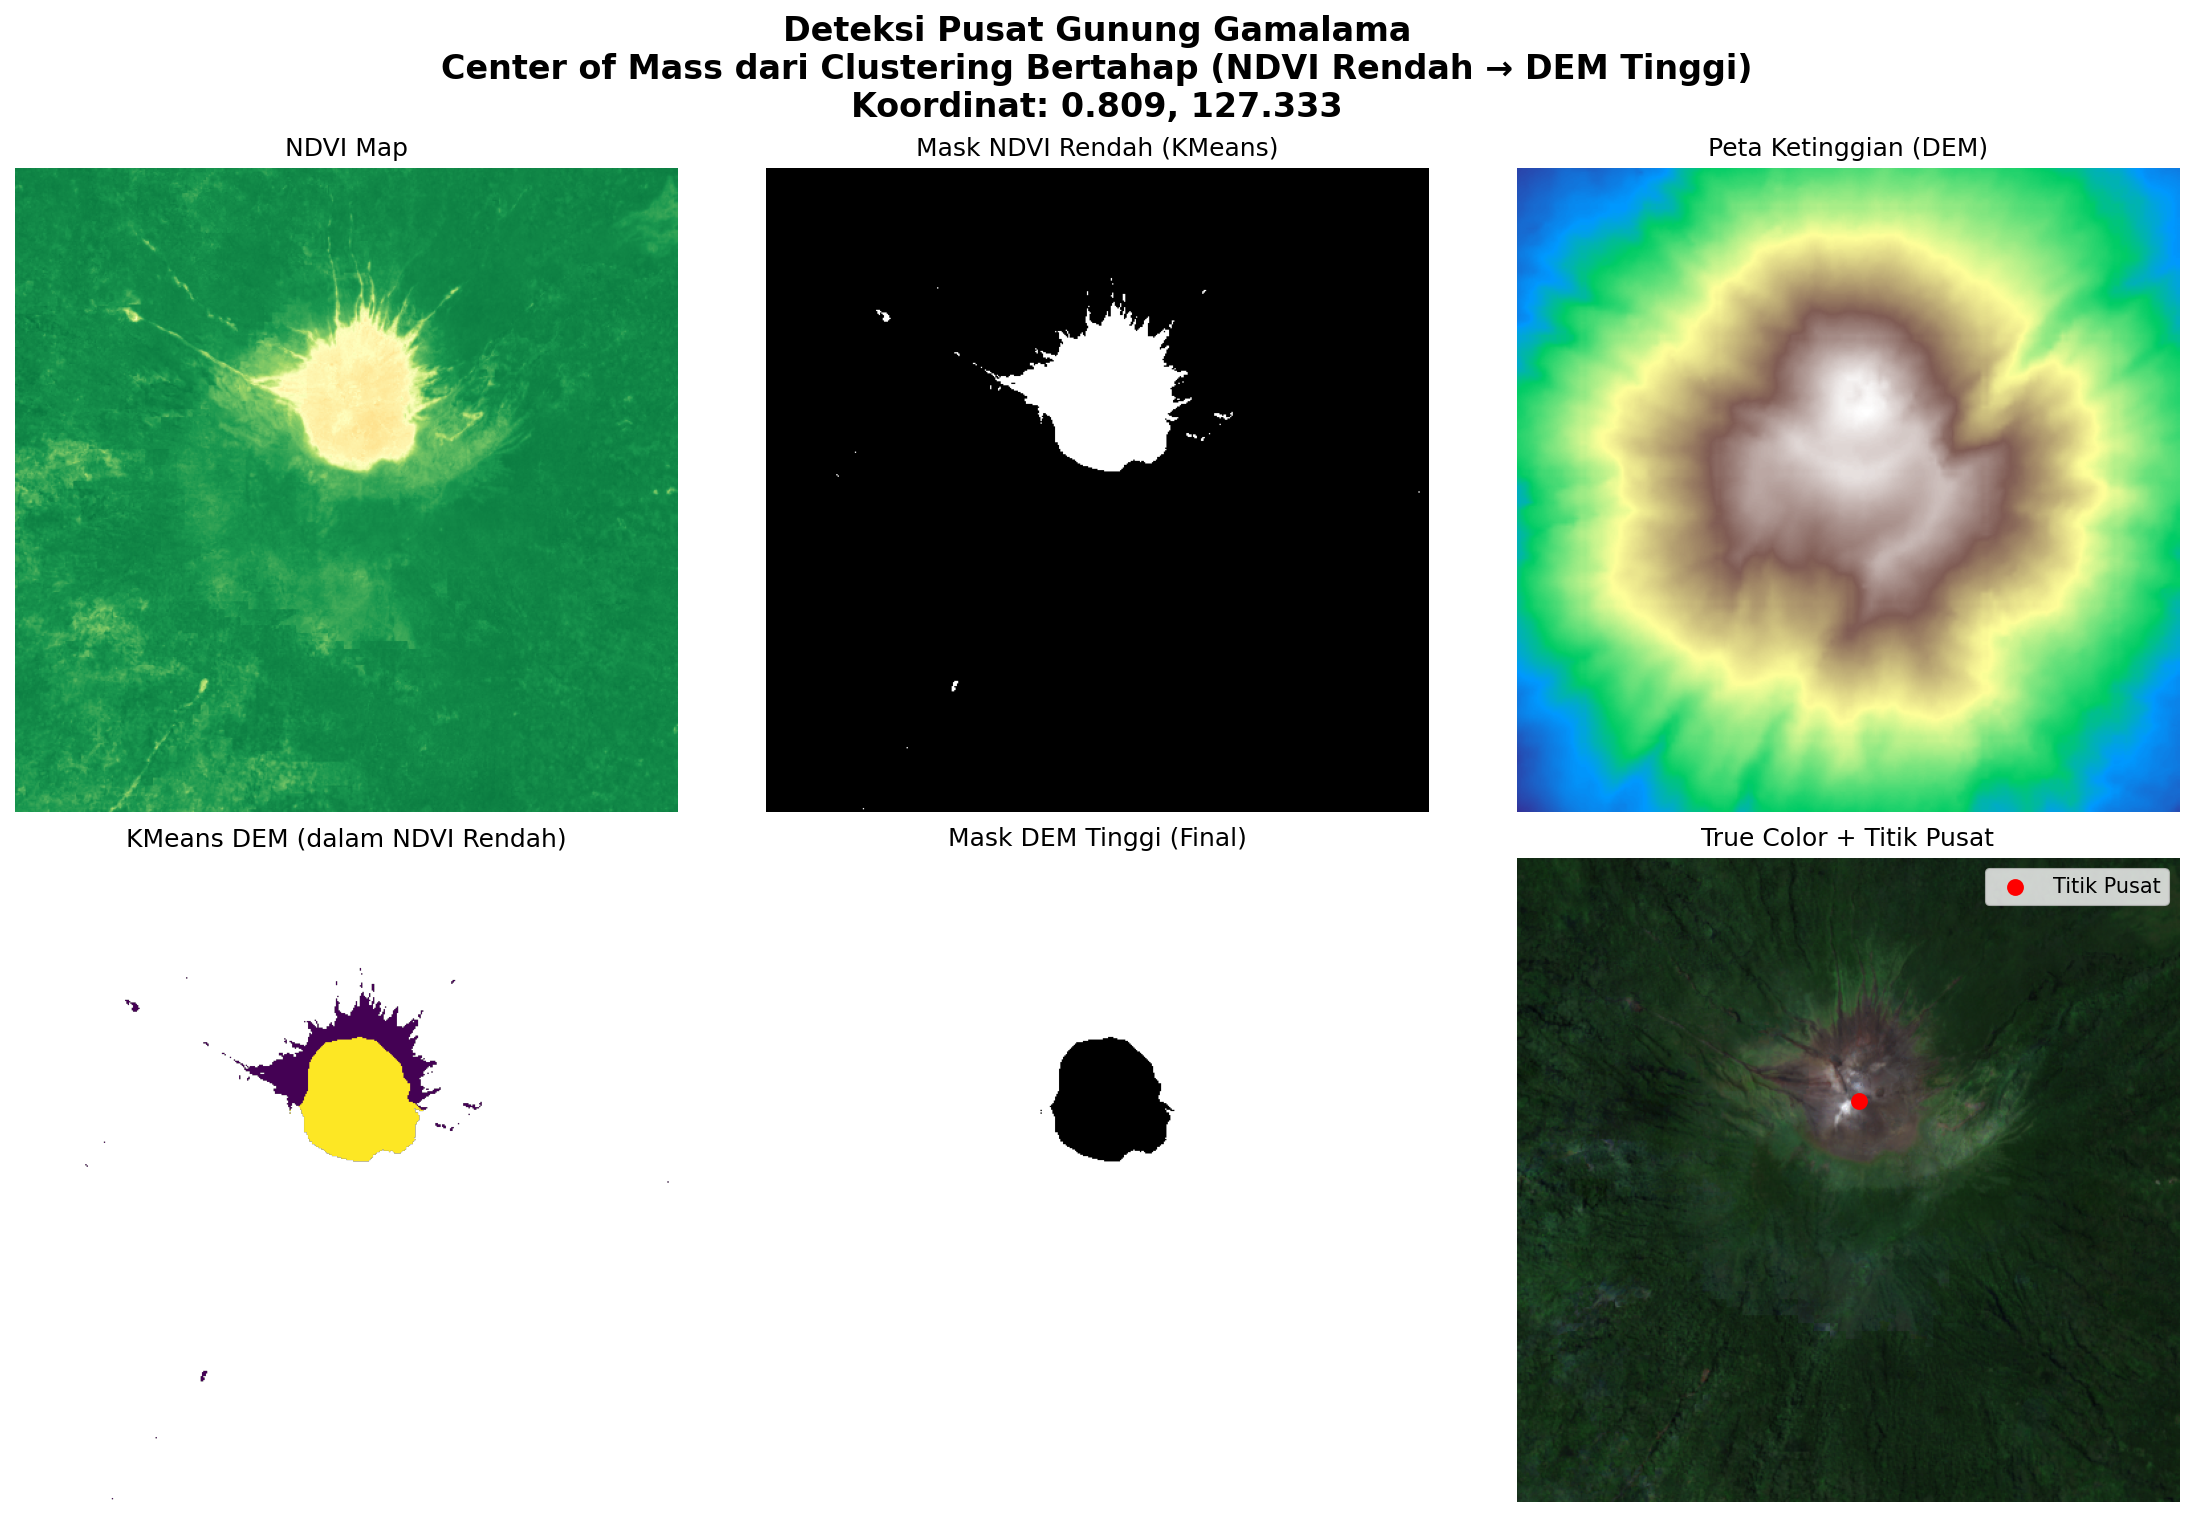 Deteksi Pusat Gunung Gamalama
Center of Mass dari Clustering Bertahap (NDVI Rendah → DEM Tinggi)
Koordinat: 0.809, 127.333
NDVI Map
Mask NDVI Rendah (KMeans)
Peta Ketinggian (DEM)
KMeans DEM (dalam NDVI Rendah)
Mask DEM Tinggi (Final)
True Color + Titik Pusat
Titik Pusat